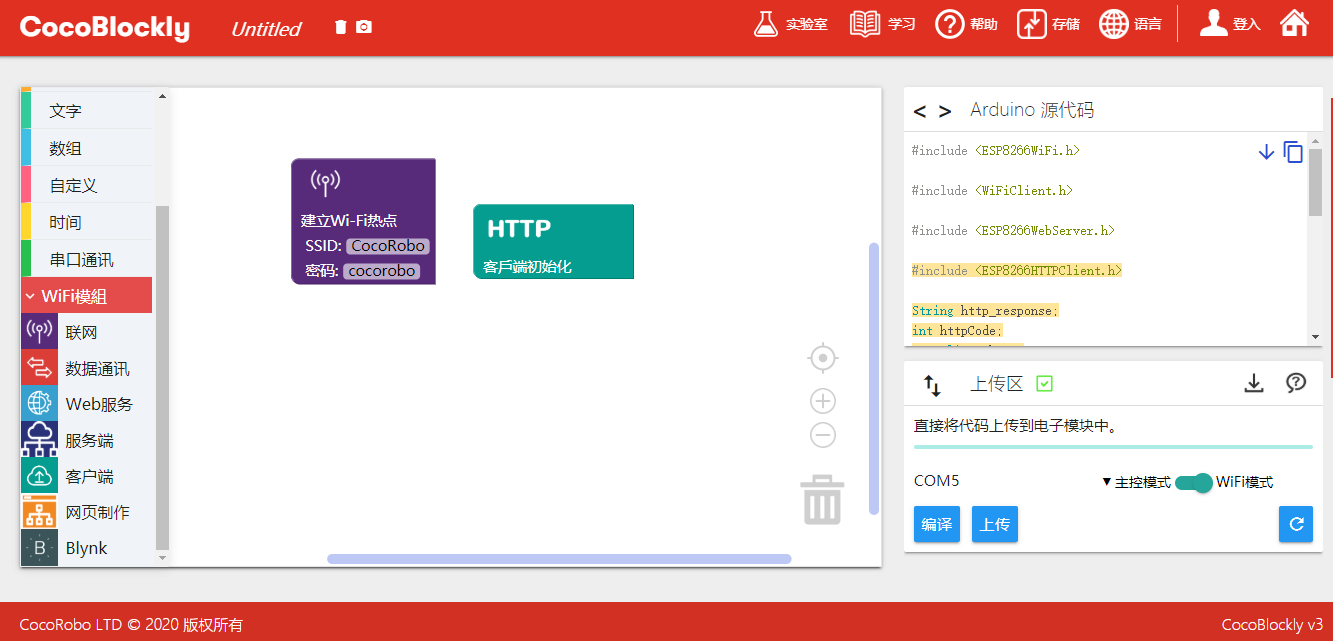 CocoBlockly
Untitled
实验室
学习
帮助
存储
语言
登入
文字
数组
自定义
时间
串口通讯
WiFi模組
联网
数据通讯
Web服务
服务端
客户端
网页制作
B
Blynk
建立Wi-Fi热点
SSID: CocoRobo
密码: cocorobo
HTTP
客戶端初始化
< > Arduino 源代码
#include <ESP8266WiFi.h>
#include <WiFiClient.h>
#include <ESP8266WebServer.h>
#include <ESP8266HTTPClient.h>
String http_response;
int httpCode;
上传区
直接将代码上传到电子模块中。
COM5
主控模式 WiFi模式
编译 上传
CocoRobo LTD © 2020 版权所有
CocoBlockly v3